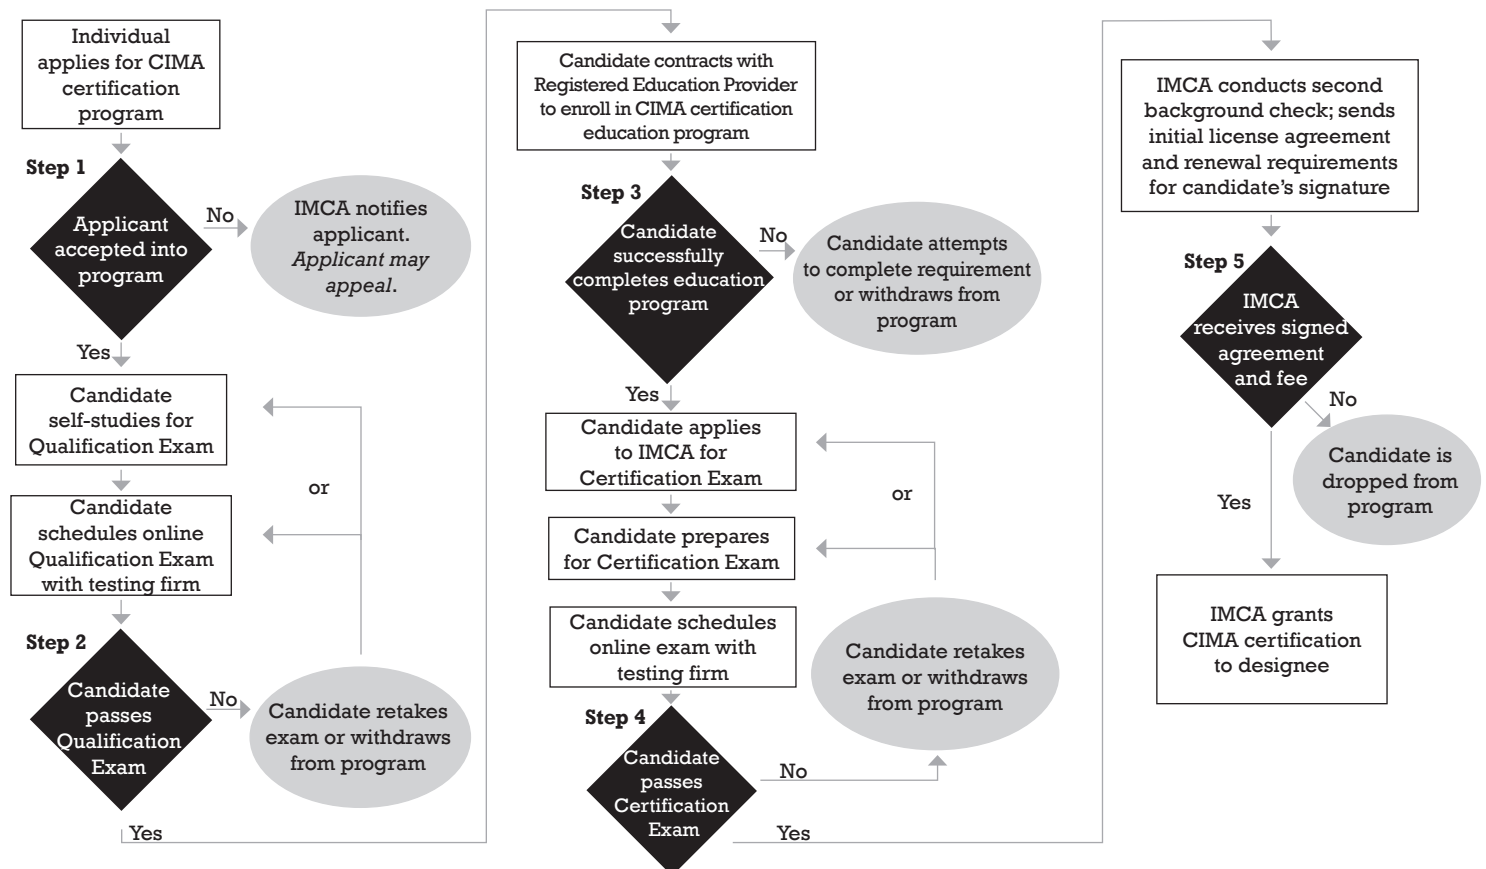 Individual
applies for CIMA
certification
program
Step 1
Applicant
accepted into
program
No
IMCA notifies
applicant.
Applicant may
appeal.
Yes
Candidate
self-studies for
Qualification Exam
Candidate
schedules online
Qualification Exam
with testing firm
or
Step 2
Candidate
passes
Qualification
Exam
No
Candidate retakes
exam or withdraws
from program
Yes
Candidate contracts with
Registered Education Provider
to enroll in CIMA certification
education program
Step 3
Candidate
successfully
completes education
program
No
Candidate attempts
to complete requirement
or withdraws from
program
Yes
Candidate applies
to IMCA for
Certification Exam
Candidate prepares
for Certification Exam
or
Candidate schedules
online exam with
testing firm
Candidate retakes
exam or withdraws
from program
Step 4
Candidate
passes
Certification
Exam
No
Yes
IMCA conducts second
background check; sends
initial license agreement
and renewal requirements
for candidate's signature
Step 5
IMCA
receives signed
agreement
and fee
No
Candidate is
dropped from
program
Yes
IMCA grants
CIMA certification
to designee